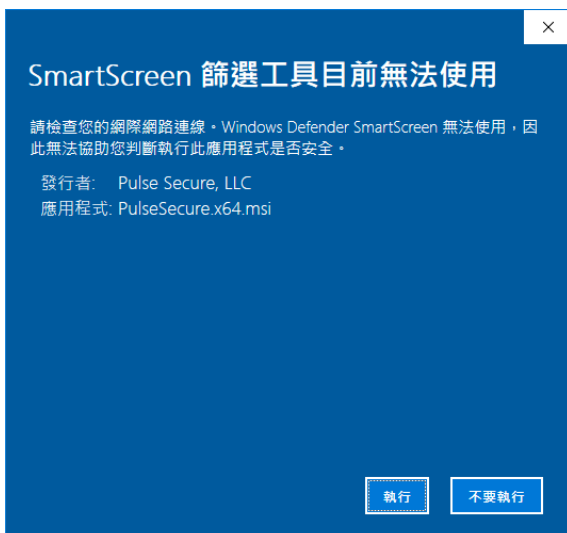 SmartScreen 篩選工具目前無法使用
請檢查您的網際網路連線。Windows Defender SmartScreen 無法使用，因
此無法協助您判斷執行此應用程式是否安全。
發行者: Pulse Secure, LLC
應用程式: PulseSecure.x64.msi
執行 不要執行